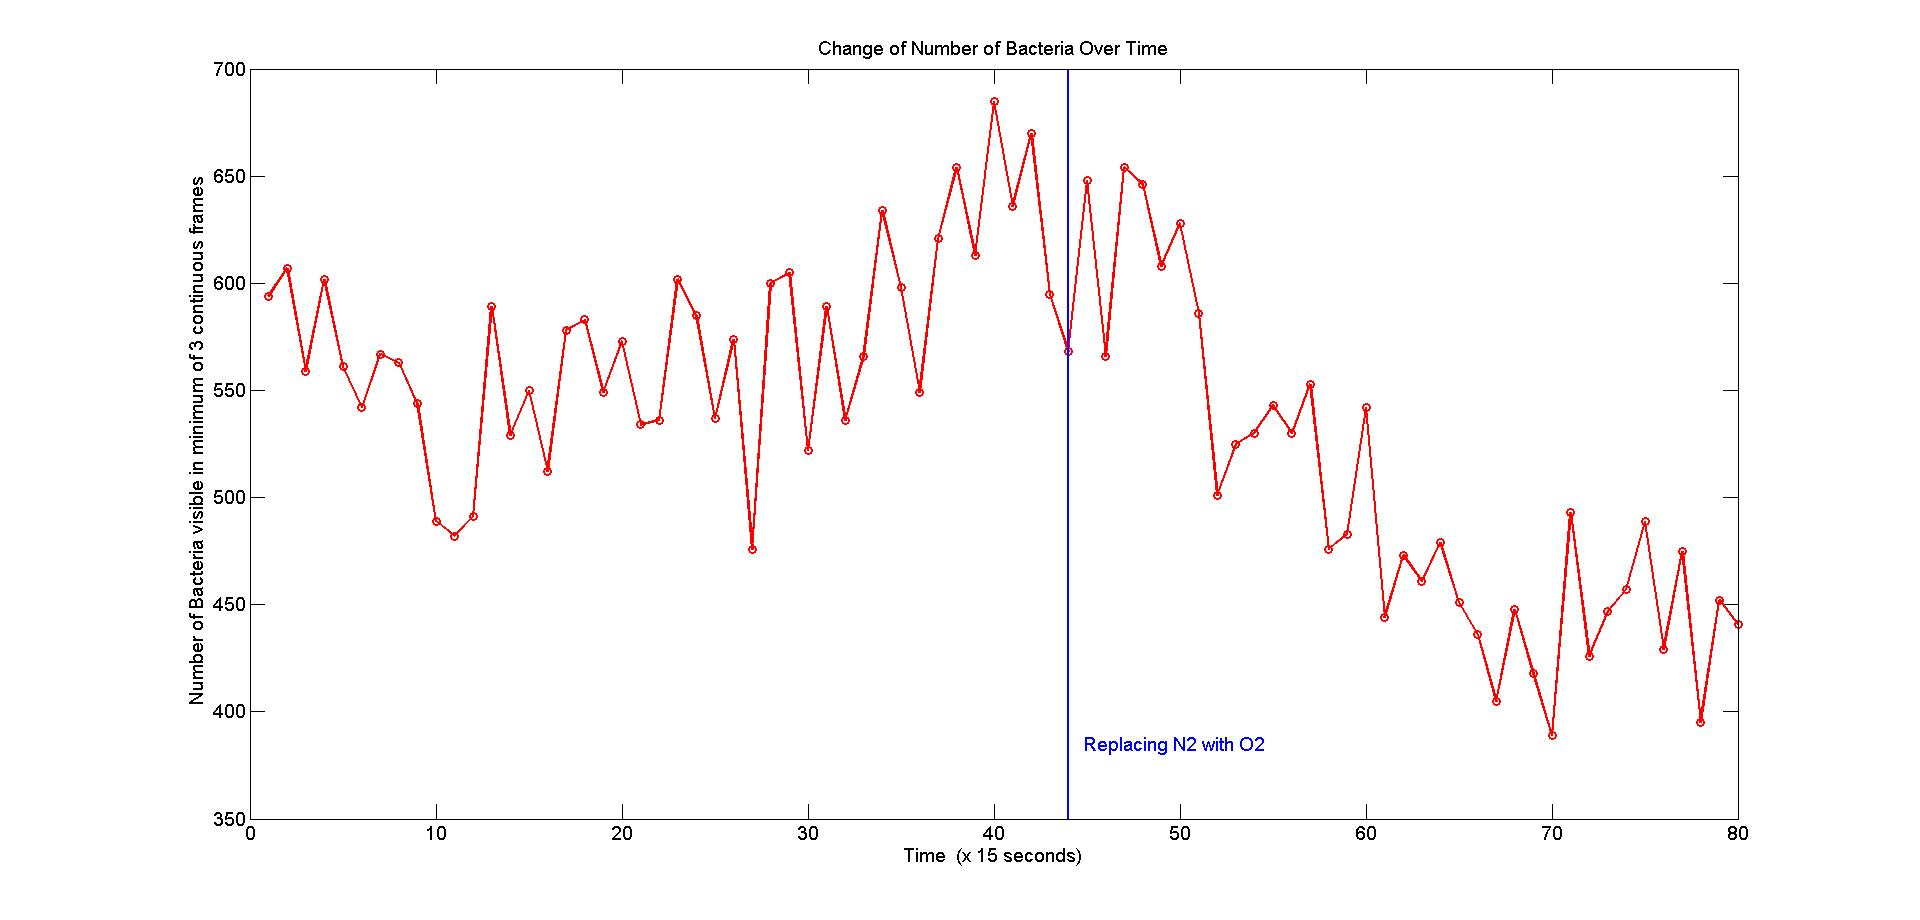 Change of Number of Bacteria Over Time
700
650
600
550
500
450
400
350
Number of Bacteria visible in minimum of 3 continuous frames
Replacing N2 with O2
0 10 20 30 40 50 60 70 80
Time (x 15 seconds)